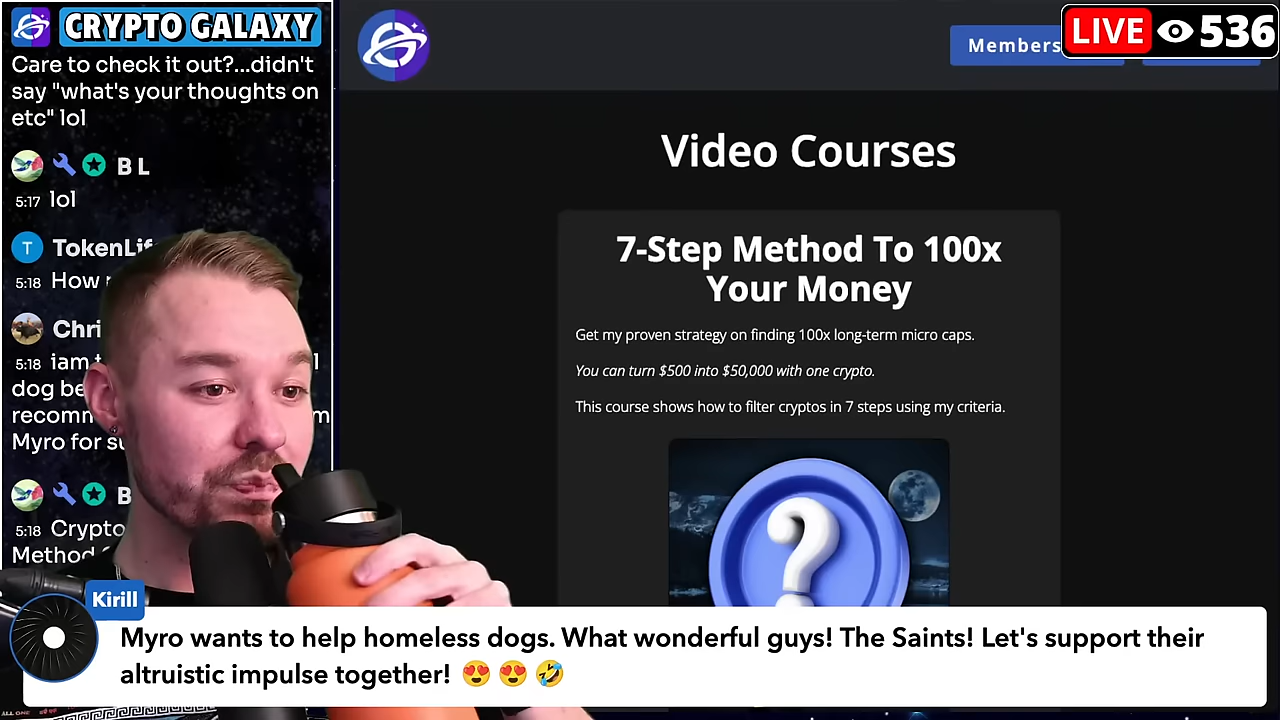 CRYPTO GALAXY
Care to check it out?...didn't
say "what's your thoughts on
etc" lol
B L
5:17 lol
T TokenLif
5:18 How
Chri
5:18 iam
dog be
recomm
Myro for su
B
5:18 Crypto
Method
Members
LIVE 536
Video Courses
7-Step Method To 100x
Your Money
Get my proven strategy on finding 100x long-term micro caps.
You can turn $500 into $50,000 with one crypto.
This course shows how to filter cryptos in 7 steps using my criteria.
?
Kirill
Myro wants to help homeless dogs. What wonderful guys! The Saints! Let's support their
altruistic impulse together! 😍 😍 🤣
ALL ONE